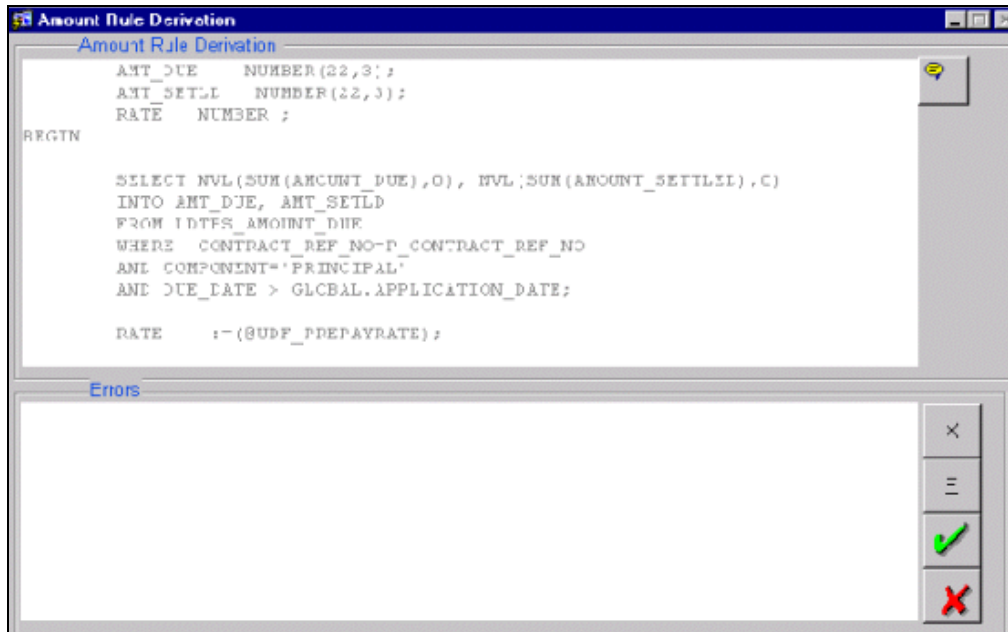 Amount Rule Derivation
Amount Rule Derivation
AMT_DUE NUMBER(22,3);
AMT_SETLD NUMBER(22,3);
RATE NUMBER ;
BEGIN
SELECT NVL(SUM(AMOUNT_DUE),0), NVL(SUM(AMOUNT_SETTLED),0)
INTO AMT_DUE, AMT_SETLD
FROM LDTBS_AMOUNT_DUE
WHERE CONTRACT_REF_NO=P_CONTRACT_REF_NO
AND COMPONENT='PRINCIPAL'
AND DUE_DATE > GLOBAL.APPLICATION_DATE;
RATE :=(@UDF_PREPAYRATE);
Errors